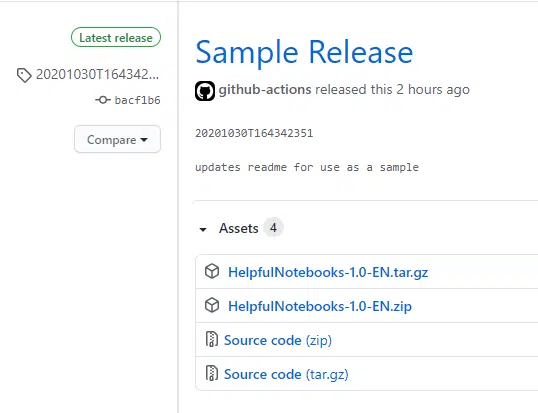 Latest release
20201030T164342...
bacf1b6
Compare
Sample Release
github-actions released this 2 hours ago
20201030T164342351
updates readme for use as a sample
Assets 4
HelpfulNotebooks-1.0-EN.tar.gz
HelpfulNotebooks-1.0-EN.zip
Source code (zip)
Source code (tar.gz)